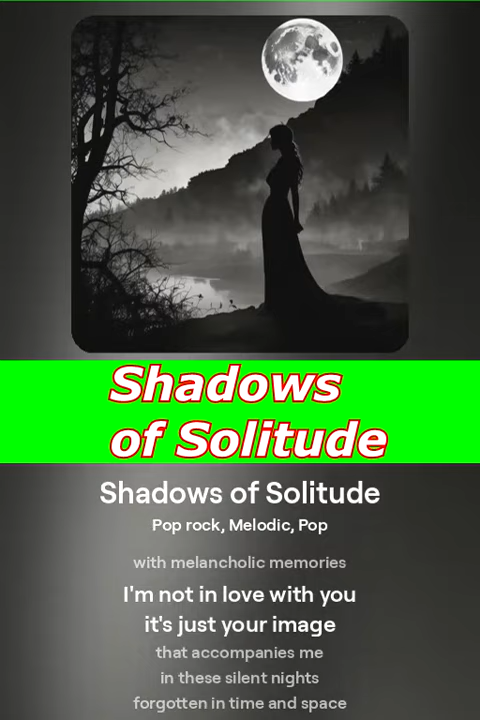 Shadows
of Solitude
Shadows of Solitude
Pop rock, Melodic, Pop
with melancholic memories
I'm not in love with you
it's just your image
that accompanies me
in these silent nights
forgotten in time and space